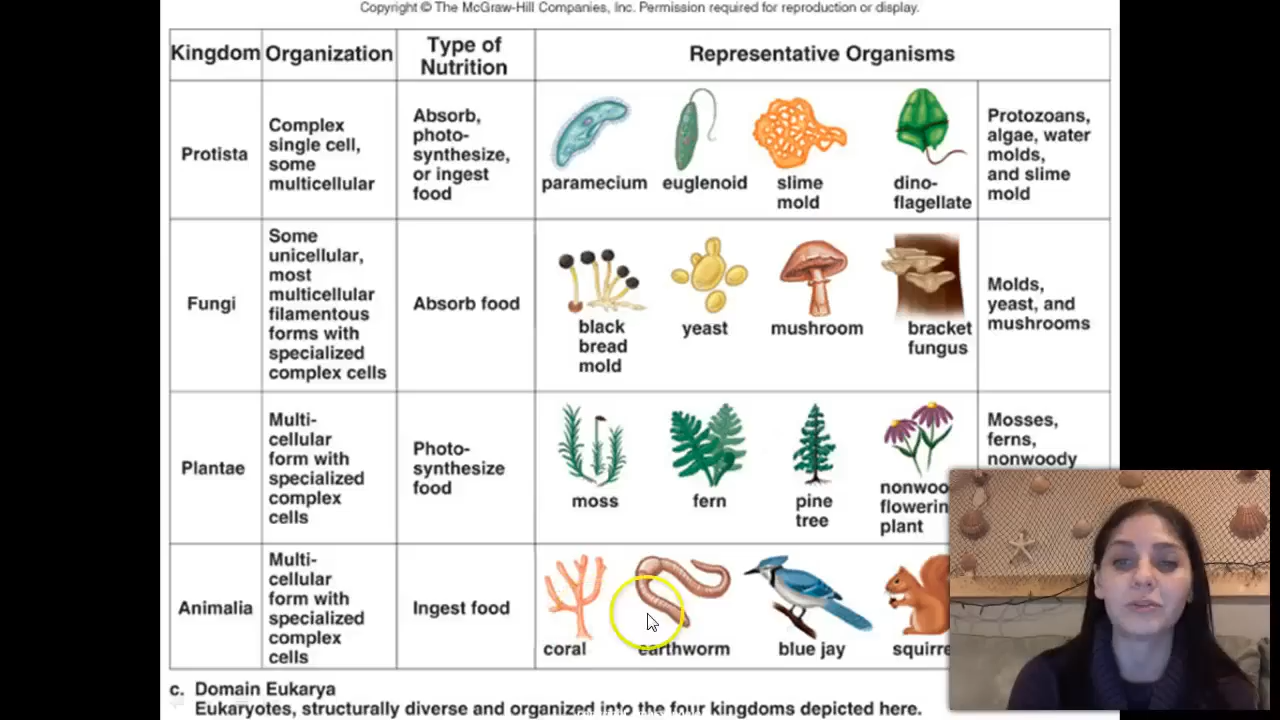 Copyright © The McGraw-Hill Companies, Inc. Permission required for reproduction or display.
Kingdom
Organization
Type of
Nutrition
Representative Organisms
Protista
Complex
single cell,
some
multicellular
Absorb,
photo-
synthesize,
or ingest
food
paramecium
euglenoid
slime
mold
dino-
flagellate
Protozoans,
algae, water
molds,
and slime
mold
Fungi
Some
unicellular,
most
multicellular
filamentous
forms with
specialized
complex cells
Absorb food
black
bread
mold
yeast
mushroom
bracket
fungus
Molds,
yeast, and
mushrooms
Plantae
Multi-
cellular
form with
specialized
complex
cells
Photo-
synthesize
food
moss
fern
pine
tree
nonwoo
flowerin
plant
Mosses,
ferns,
nonwoody
Animalia
Multi-
cellular
form with
specialized
complex
cells
Ingest food
coral
earthworm
blue jay
squirre
c. Domain Eukarya
Eukaryotes, structurally diverse and organized into the four kingdoms depicted here.